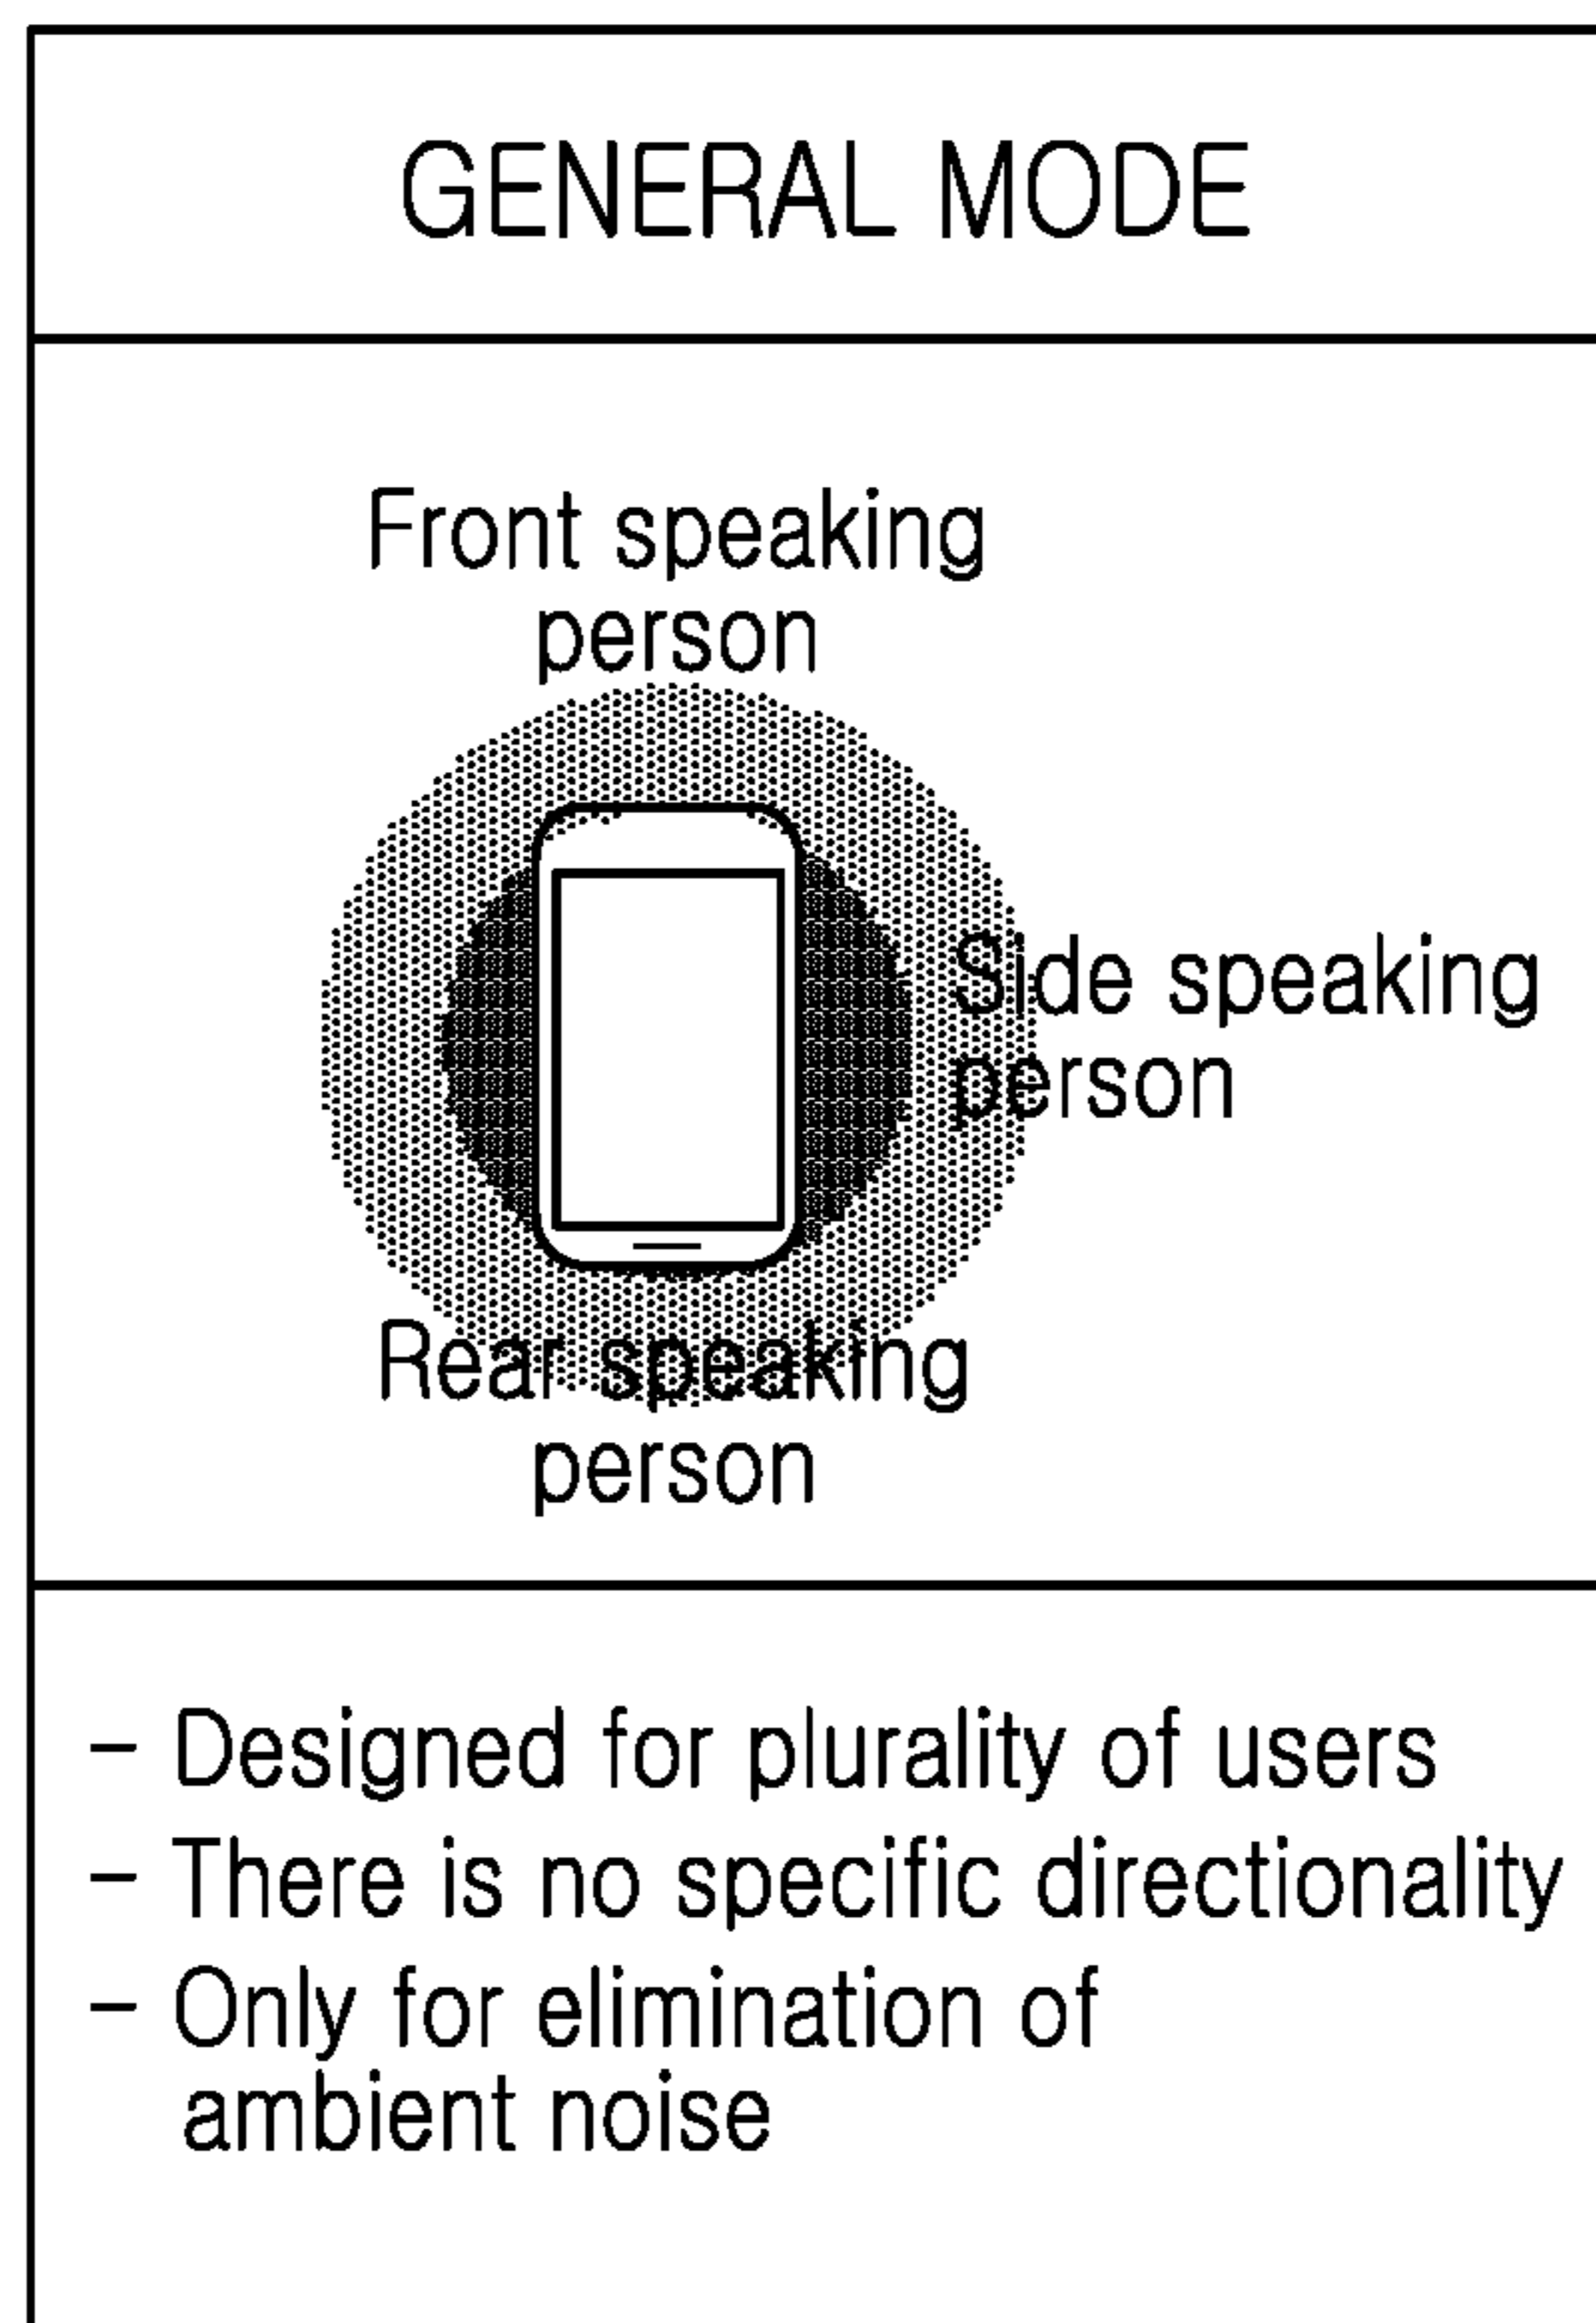 GENERAL MODE
Front speaking
person
Side speaking
person
Rear speaking
person
– Designed for plurality of users
– There is no specific directionality
– Only for elimination of
ambient noise